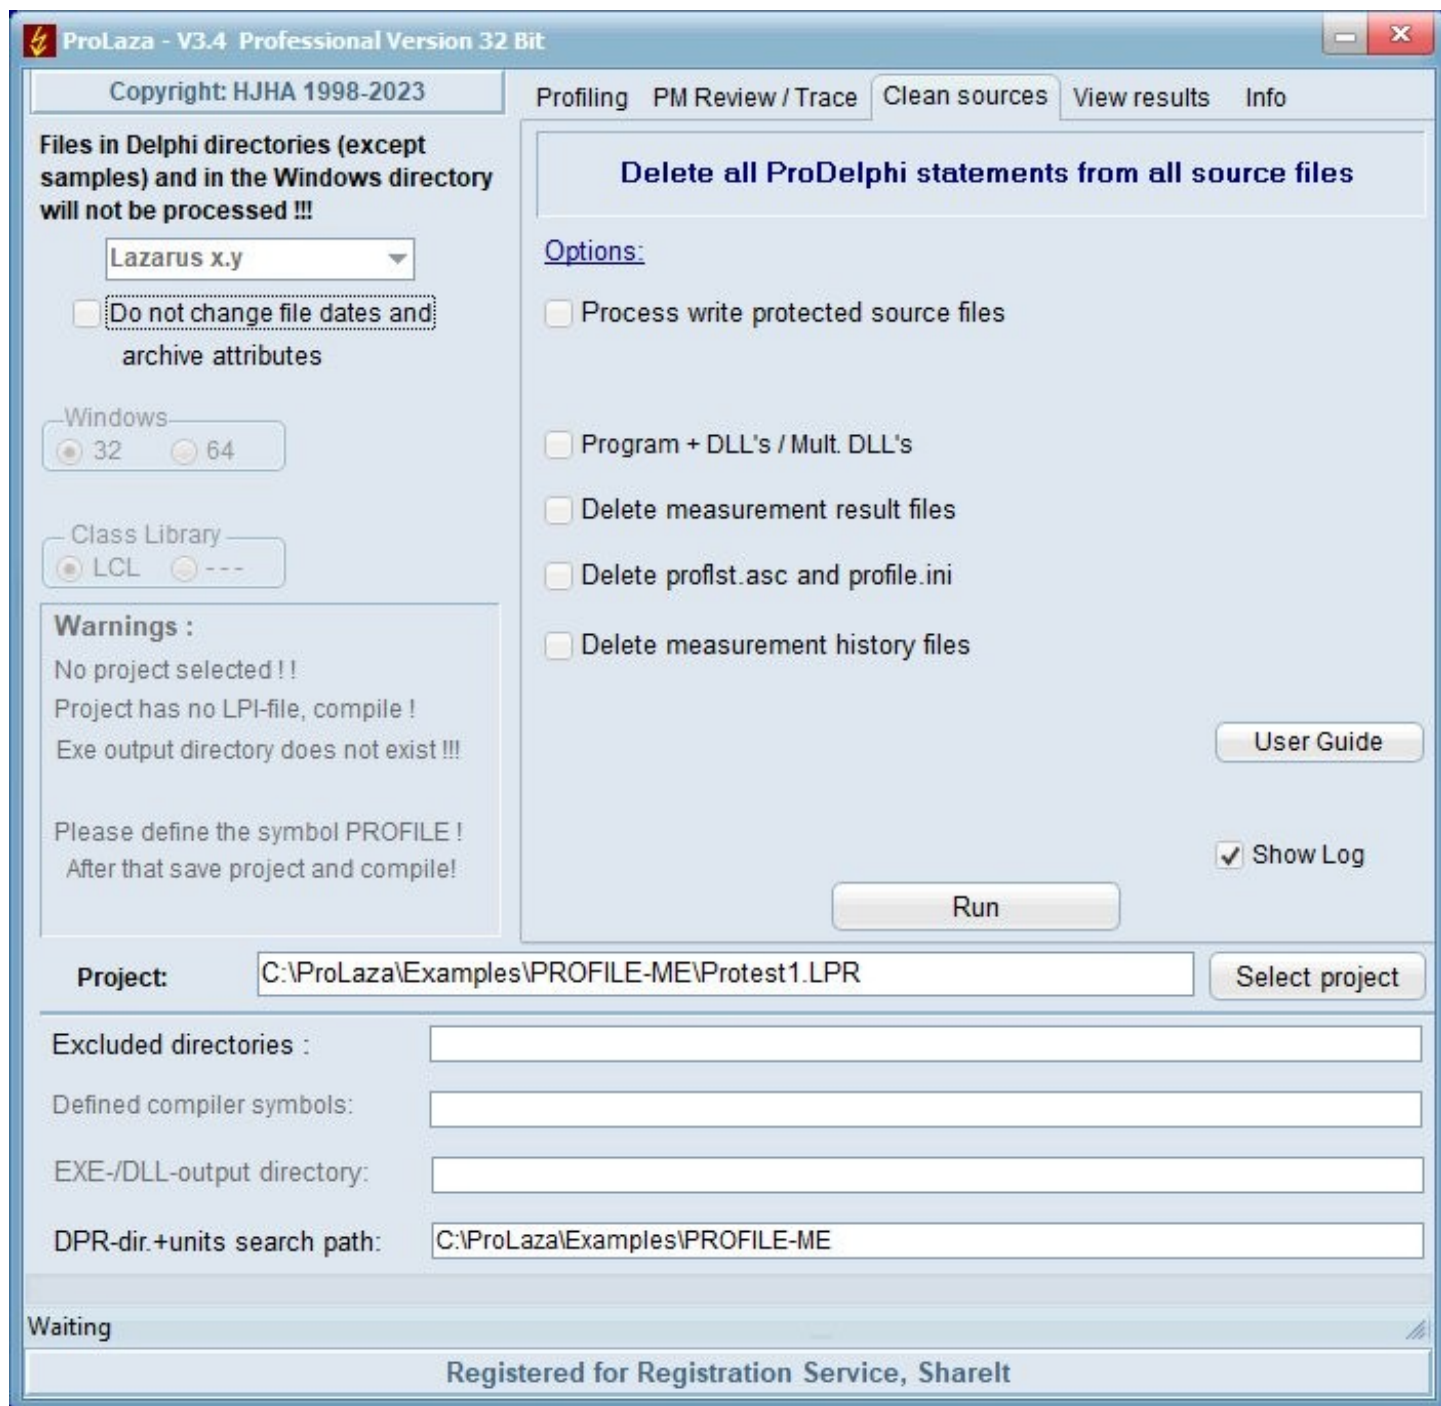 ProLaza - V3.4 Professional Version 32 Bit
Copyright: HJHA 1998-2023
Files in Delphi directories (except
samples) and in the Windows directory
will not be processed !!!
Lazarus x.y
Do not change file dates and
archive attributes
Windows
32 64
Class Library
LCL ---
Warnings :
No project selected ! !
Project has no LPI-file, compile !
Exe output directory does not exist !!!
Please define the symbol PROFILE !
After that save project and compile!
Profiling PM Review / Trace Clean sources View results Info
Delete all ProDelphi statements from all source files
Options:
Process write protected source files
Program + DLL's / Mult. DLL's
Delete measurement result files
Delete proflst.asc and profile.ini
Delete measurement history files
User Guide
Show Log
Run
Project: C:\ProLaza\Examples\PROFILE-ME\Protest1.LPR Select project
Excluded directories :
Defined compiler symbols:
EXE-/DLL-output directory:
DPR-dir.+units search path: C:\ProLaza\Examples\PROFILE-ME
Waiting
Registered for Registration Service, ShareIt